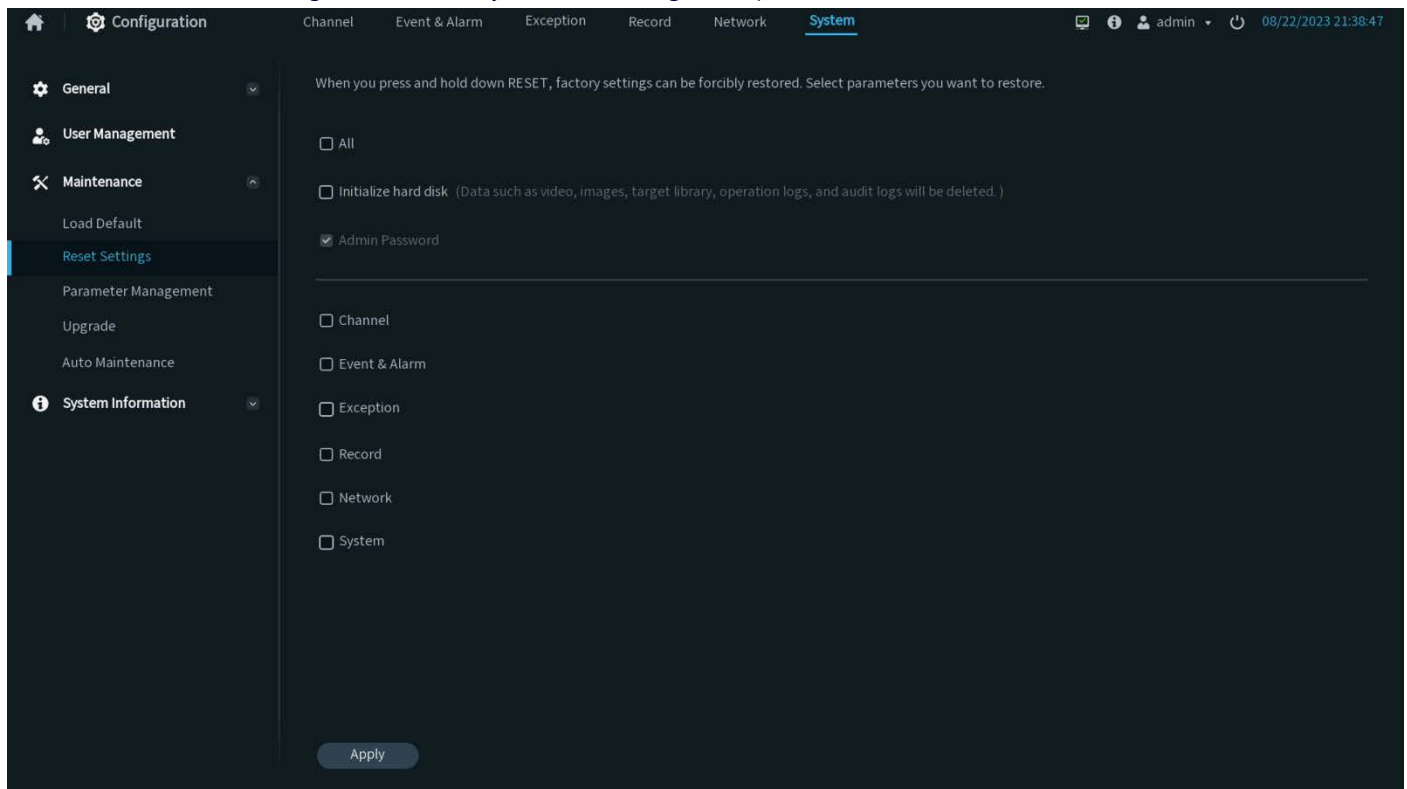 Configuration
Channel Event & Alarm Exception Record Network System
admin 08/22/2023 21:38:47
General
User Management
Maintenance
Load Default
Reset Settings
Parameter Management
Upgrade
Auto Maintenance
System Information
When you press and hold down RESET, factory settings can be forcibly restored. Select parameters you want to restore.
All
Initialize hard disk (Data such as video, images, target library, operation logs, and audit logs will be deleted. )
Admin Password
Channel
Event & Alarm
Exception
Record
Network
System
Apply